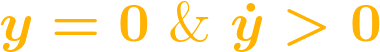 y = 0 & ẏ > 0